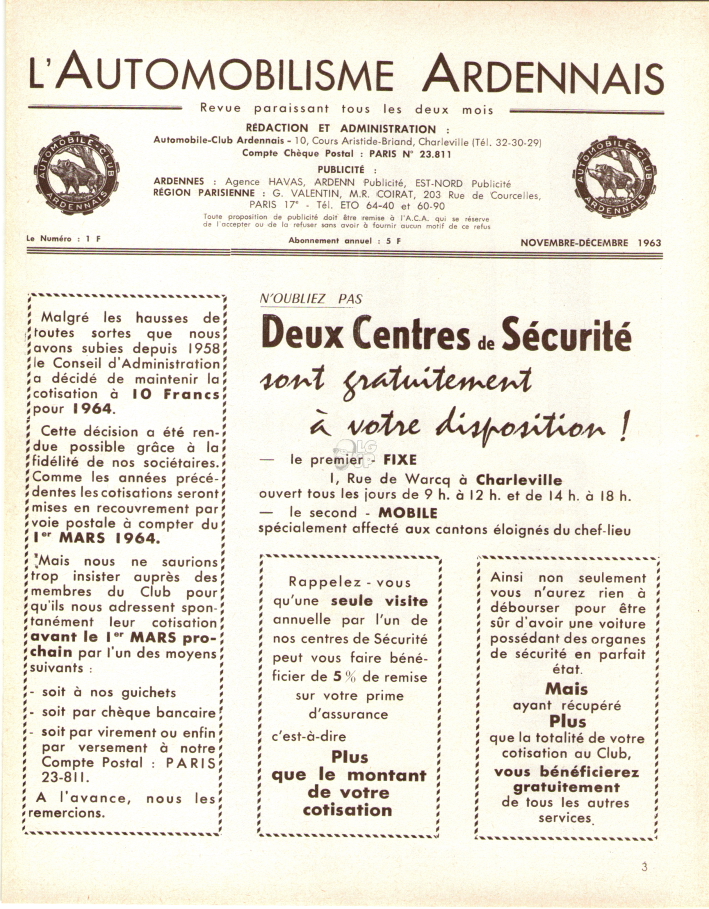 L'AUTOMOBILISME ARDENNAIS
Revue paraissant tous les deux mois
RÉDACTION ET ADMINISTRATION :
Automobile-Club Ardennais - 10, Cours Aristide-Briand, Charleville (Tél. 32-30-29)
Compte Chèque Postal : PARIS N° 23.811
PUBLICITÉ :
ARDENNES : Agence HAVAS, ARDENN Publicité, EST-NORD Publicité
RÉGION PARISIENNE : G. VALENTIN, M.R. COIRAT, 203 Rue de Courcelles,
PARIS 17e - Tél. ETO 64-40 et 60-90
Toute proposition de publicité doit être remise à l'A.C.A. qui se réserve
de l'accepter ou de la refuser sans avoir à fournir aucun motif de ce refus
AUTOMOBILE-CLUB
ARDENNAIS
AUTOMOBILE-CLUB
ARDENNAIS
Le Numéro : 1 F
Abonnement annuel : 5 F
NOVEMBRE-DÉCEMBRE 1963
Malgré les hausses de
toutes sortes que nous
avons subies depuis 1958
le Conseil d'Administration
a décidé de maintenir la
cotisation à 10 Francs
pour 1964.
Cette décision a été ren-
due possible grâce à la
fidélité de nos sociétaires.
Comme les années précé-
dentes les cotisations seront
mises en recouvrement par
voie postale à compter du
1er MARS 1964.
Mais nous ne saurions
trop insister auprès des
membres du Club pour
qu'ils nous adressent spon-
tanément leur cotisation
avant le 1er MARS pro-
chain par l'un des moyens
suivants :
- soit à nos guichets
- soit par chèque bancaire
- soit par virement ou enfin
par versement à notre
Compte Postal : PARIS
23-811.
A l'avance, nous les
remercions.
N'OUBLIEZ PAS
Deux Centres de Sécurité
sont gratuitement
à votre disposition !
— le premier - FIXE
1, Rue de Warcq à Charleville
ouvert tous les jours de 9 h. à 12 h. et de 14 h. à 18 h.
— le second - MOBILE
spécialement affecté aux cantons éloignés du chef-lieu
Rappelez - vous
qu'une seule visite
annuelle par l'un de
nos centres de Sécurité
peut vous faire béné-
ficier de 5 % de remise
sur votre prime
d'assurance
c'est-à-dire
Plus
que le montant
de votre
cotisation
Ainsi non seulement
vous n'aurez rien à
débourser pour être
sûr d'avoir une voiture
possédant des organes
de sécurité en parfait
état.
Mais
ayant récupéré
Plus
que la totalité de votre
cotisation au Club,
vous bénéficierez
gratuitement
de tous les autres
services.
3